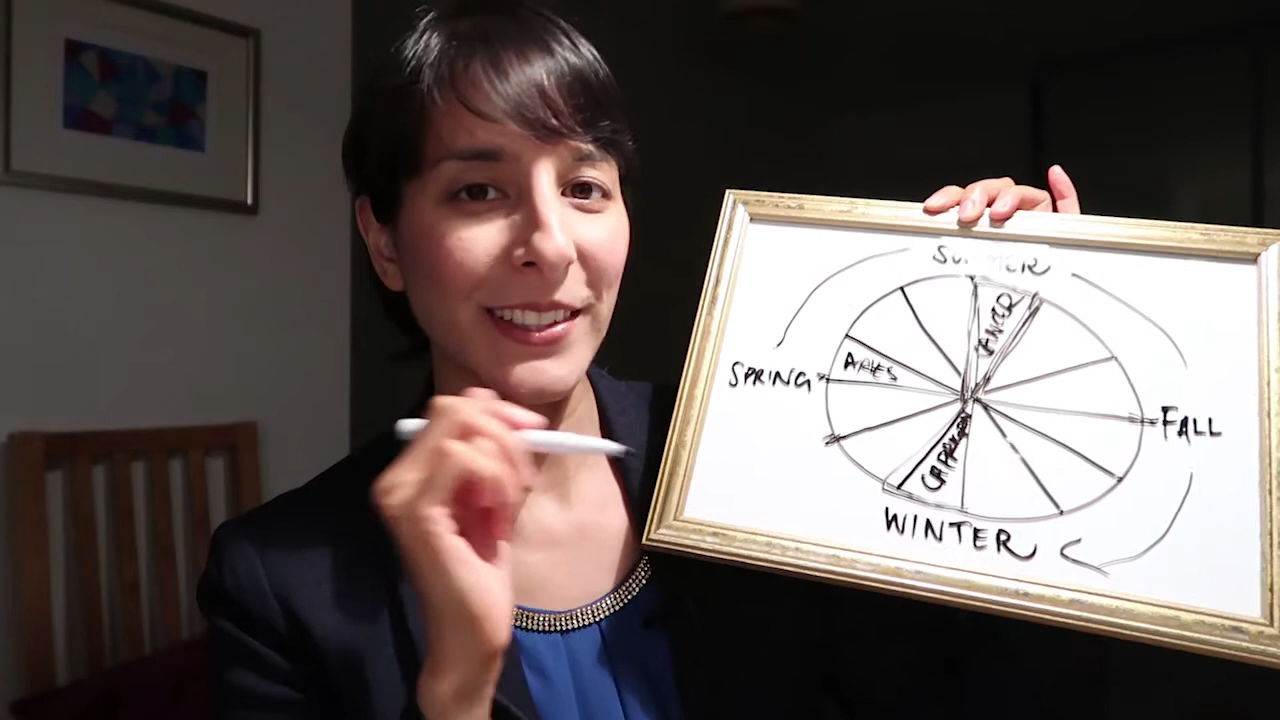 SUMMER
CANCER
ARIES
SPRING
FALL
CAPRICORN
WINTER